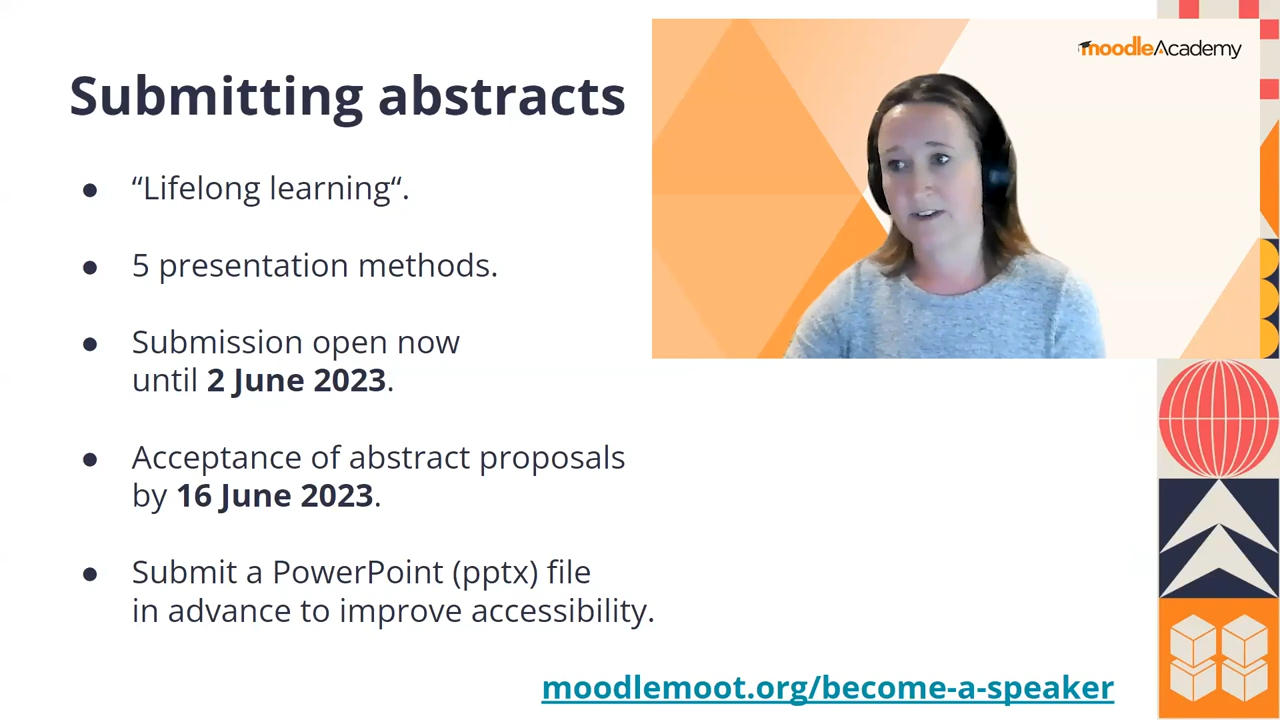 Submitting abstracts
moodleAcademy
● “Lifelong learning“.
● 5 presentation methods.
● Submission open now
until 2 June 2023.
● Acceptance of abstract proposals
by 16 June 2023.
● Submit a PowerPoint (pptx) file
in advance to improve accessibility.
moodlemoot.org/become-a-speaker